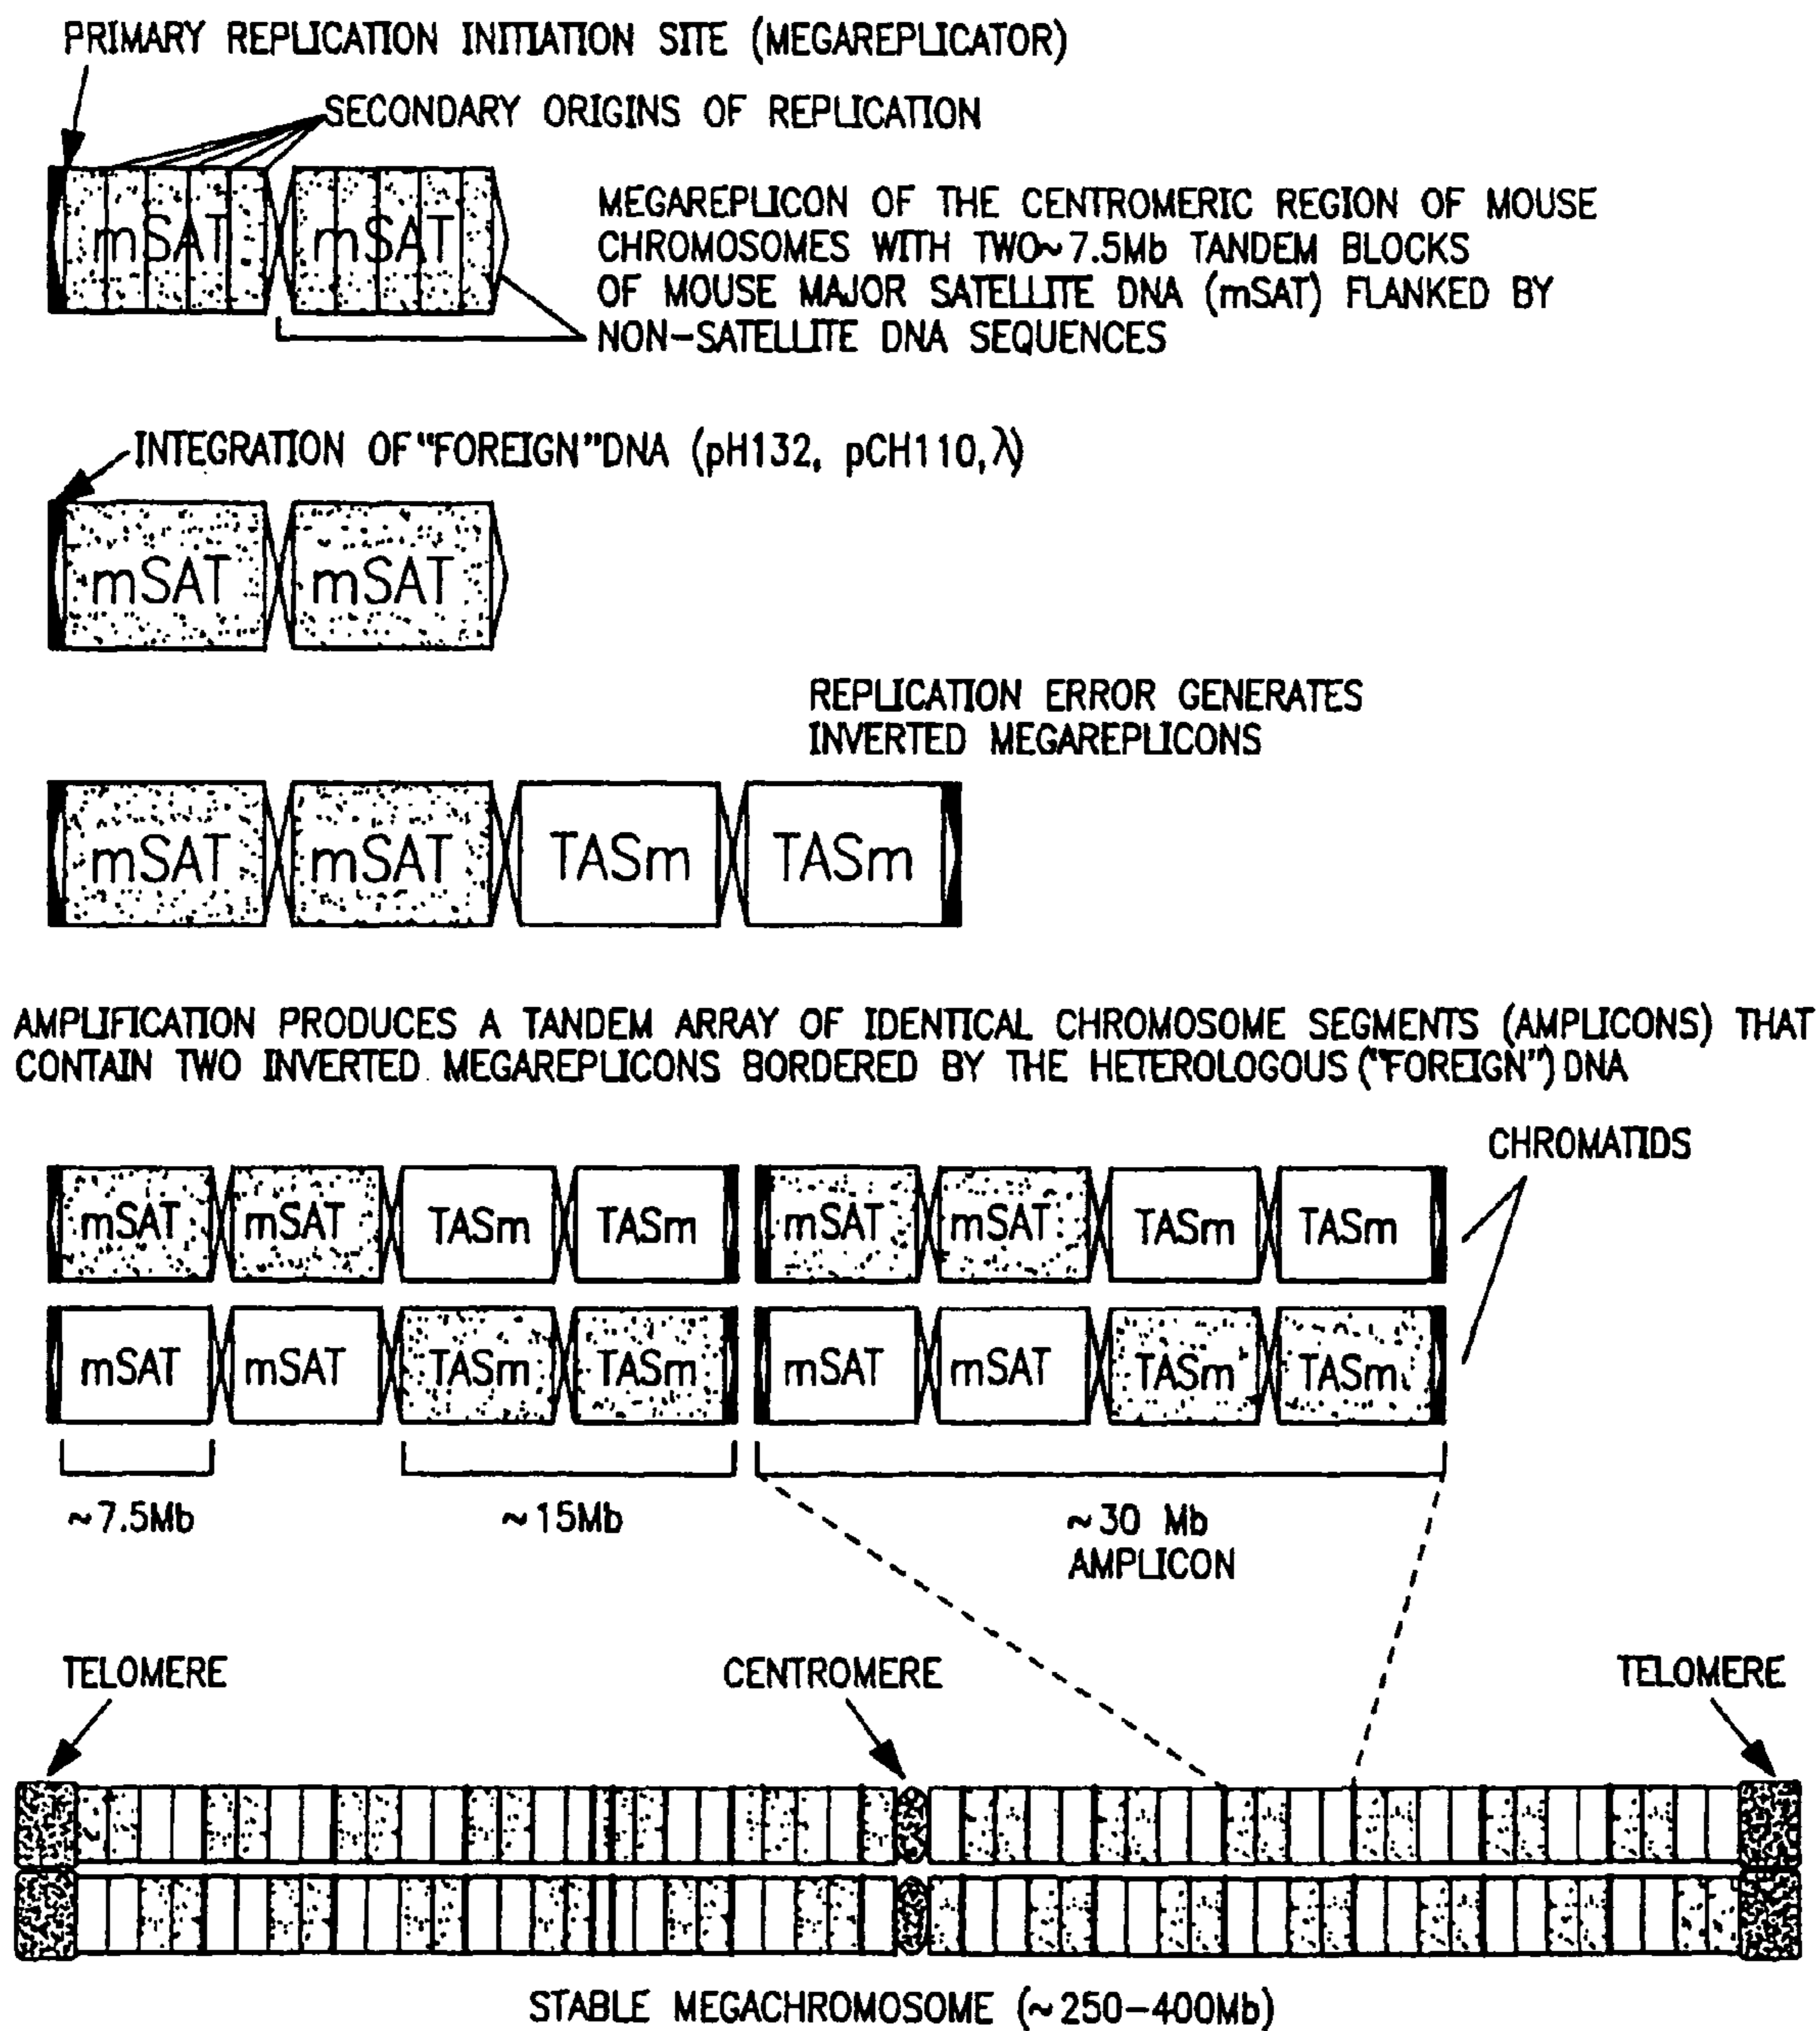 PRIMARY REPLICATION INITIATION SITE (MEGAREPLICATOR)
SECONDARY ORIGINS OF REPLICATION
mSAT mSAT
MEGAREPLICON OF THE CENTROMERIC REGION OF MOUSE
CHROMOSOMES WITH TWO~7.5Mb TANDEM BLOCKS
OF MOUSE MAJOR SATELLITE DNA (mSAT) FLANKED BY
NON-SATELLITE DNA SEQUENCES
INTEGRATION OF "FOREIGN" DNA (pH132, pCH110, λ)
mSAT mSAT
REPLICATION ERROR GENERATES
INVERTED MEGAREPLICONS
mSAT mSAT TASm TASm
AMPLIFICATION PRODUCES A TANDEM ARRAY OF IDENTICAL CHROMOSOME SEGMENTS (AMPLICONS) THAT
CONTAIN TWO INVERTED MEGAREPLICONS BORDERED BY THE HETEROLOGOUS ("FOREIGN") DNA
CHROMATIDS
mSAT mSAT TASm TASm mSAT mSAT TASm TASm
mSAT mSAT TASm TASm mSAT mSAT TASm TASm
~7.5Mb ~15Mb ~30 Mb
AMPLICON
TELOMERE CENTROMERE TELOMERE
STABLE MEGACHROMOSOME (~250-400Mb)